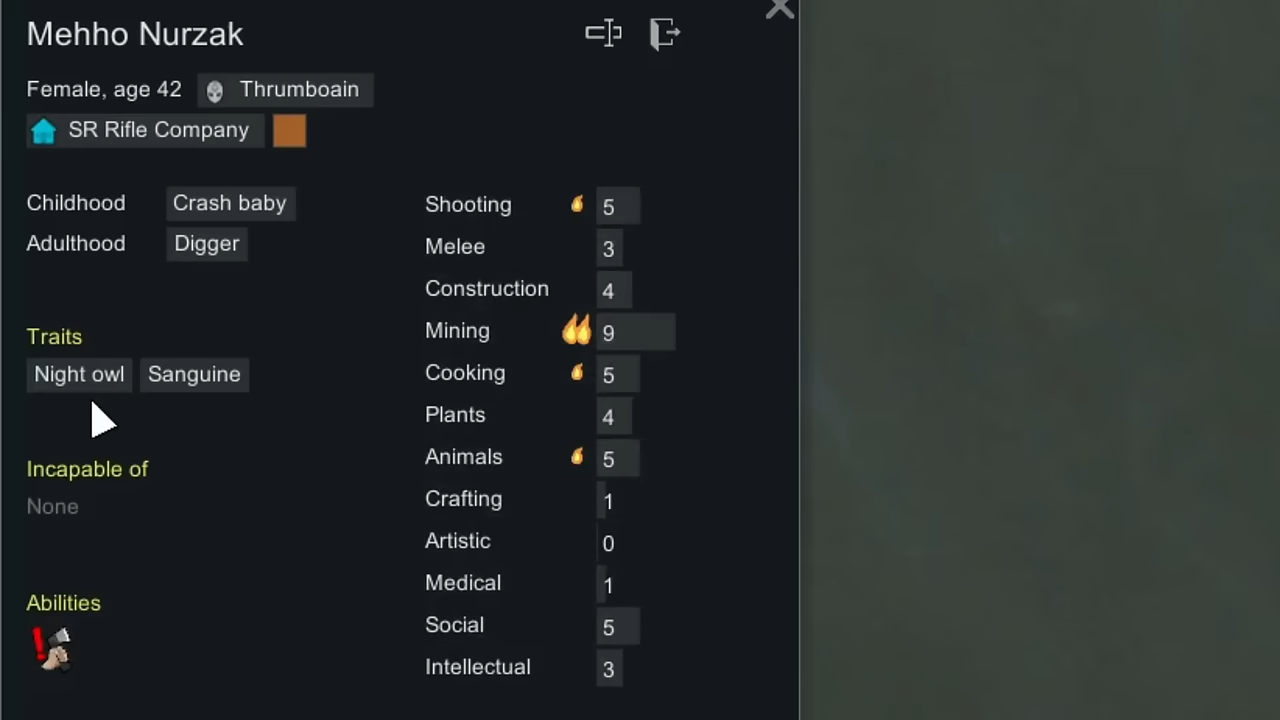 Mehho Nurzak
Female, age 42 Thrumboain
SR Rifle Company
Childhood Crash baby
Adulthood Digger
Traits
Night owl Sanguine
Incapable of
None
Abilities
Shooting 5
Melee 3
Construction 4
Mining 9
Cooking 5
Plants 4
Animals 5
Crafting 1
Artistic 0
Medical 1
Social 5
Intellectual 3